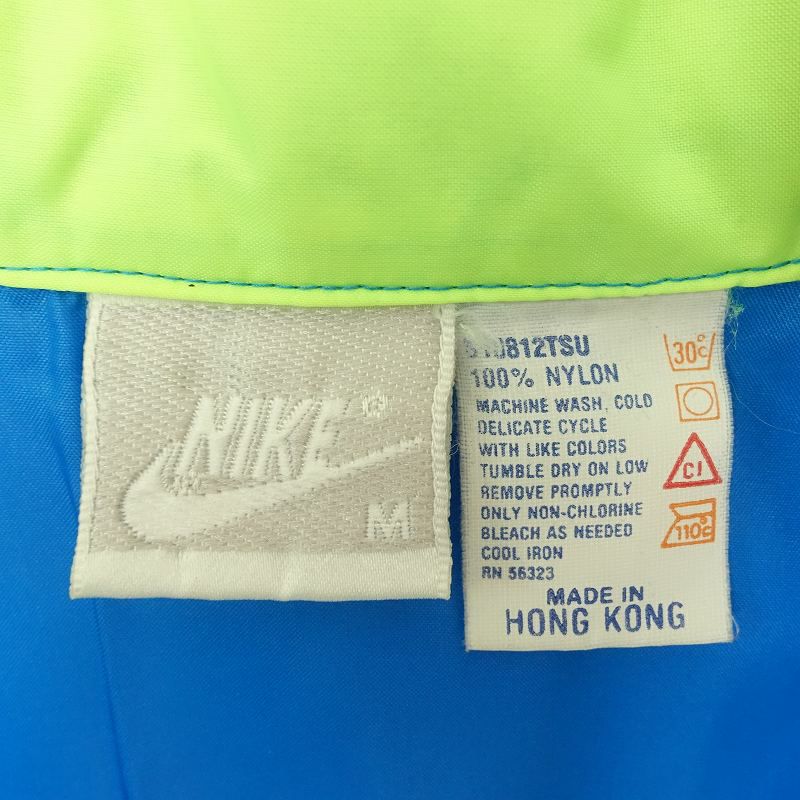 NIKE ®
M
100% NYLON
MACHINE WASH, COLD
DELICATE CYCLE
WITH LIKE COLORS
TUMBLE DRY ON LOW
REMOVE PROMPTLY
ONLY NON-CHLORINE
BLEACH AS NEEDED
COOL IRON
RN 56323
MADE IN
HONG KONG
30°C
Cl
110°C